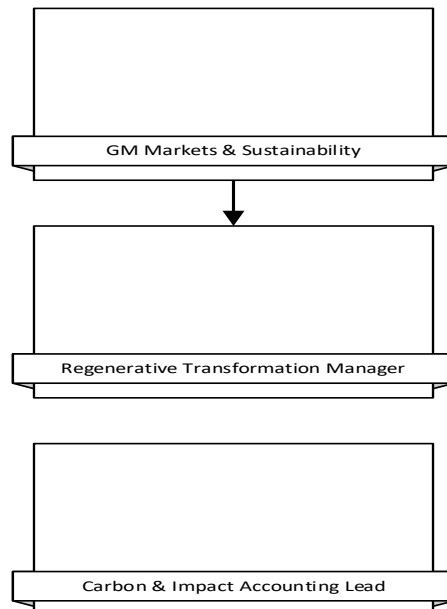 GM Markets & Sustainability
Regenerative Transformation Manager
Carbon & Impact Accounting Lead